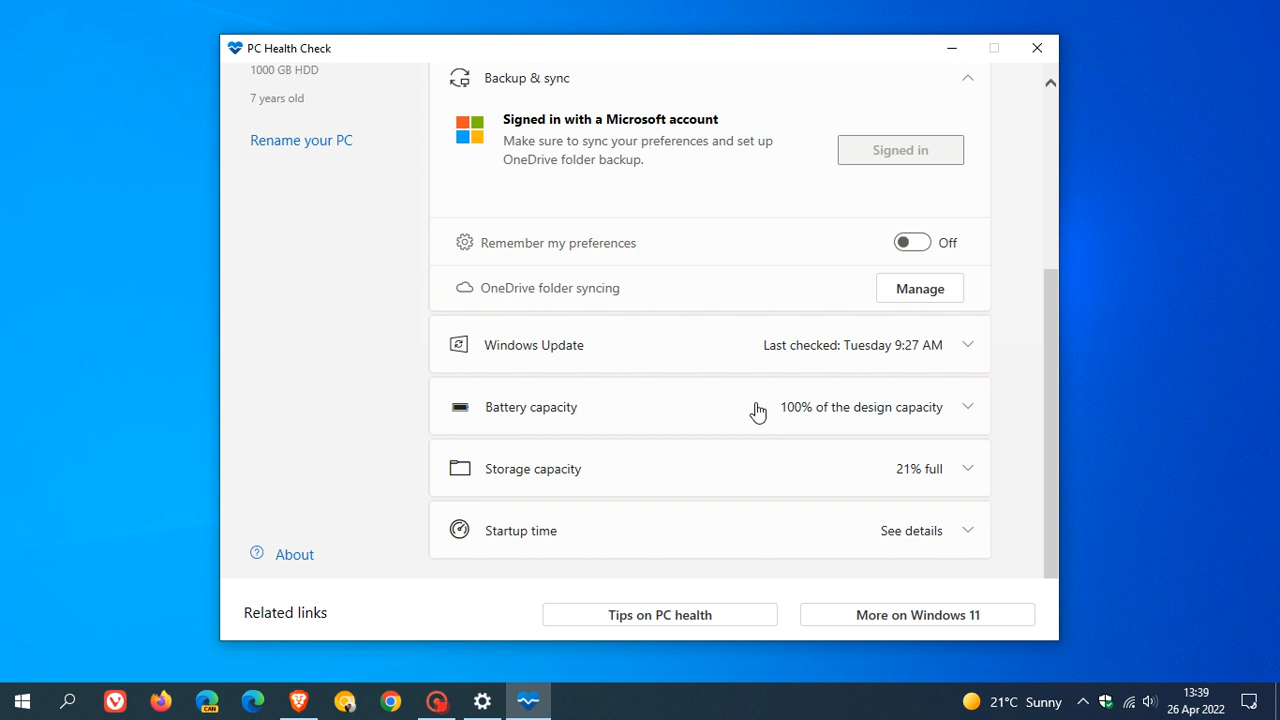 PC Health Check
1000 GB HDD
7 years old
Rename your PC
Backup & sync
Signed in with a Microsoft account
Make sure to sync your preferences and set up
OneDrive folder backup.
Signed in
Remember my preferences
Off
OneDrive folder syncing
Manage
Windows Update
Last checked: Tuesday 9:27 AM
Battery capacity
100% of the design capacity
Storage capacity
21% full
Startup time
See details
About
Related links
Tips on PC health
More on Windows 11
CAN
21°C Sunny
13:39
26 Apr 2022